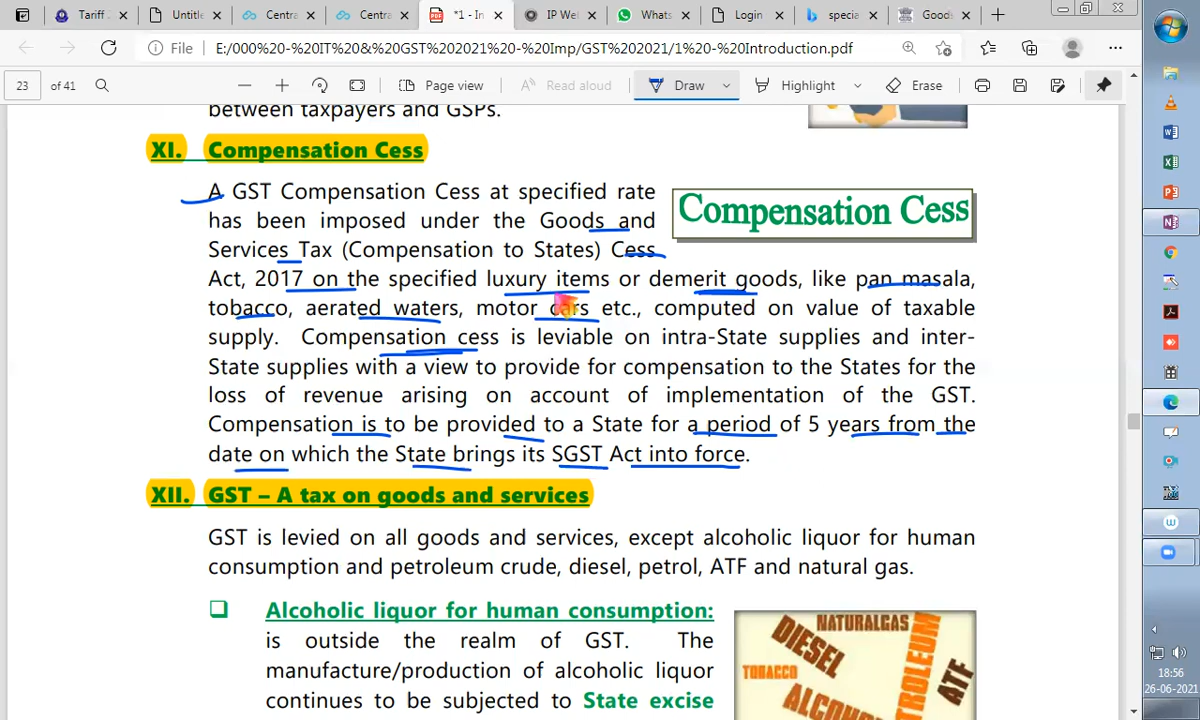 Tariff
Untitle
Centra
Centra
*1 - In
IP We
Whats
Login
specia
Good
File
E:/000%20-%20IT%20&%20GST%202021%20-%20Imp/GST%202021/1%20-%20Introduction.pdf
23
of 41
Page view
Read aloud
Draw
Highlight
Erase
between taxpayers and GSPs.
XI. Compensation Cess
A GST Compensation Cess at specified rate
has been imposed under the Goods and
Services Tax (Compensation to States) Cess
Compensation Cess
Act, 2017 on the specified luxury items or demerit goods, like pan masala,
tobacco, aerated waters, motor cars etc., computed on value of taxable
supply. Compensation cess is leviable on intra-State supplies and inter-
State supplies with a view to provide for compensation to the States for the
loss of revenue arising on account of implementation of the GST.
Compensation is to be provided to a State for a period of 5 years from the
date on which the State brings its SGST Act into force.
XII. GST – A tax on goods and services
GST is levied on all goods and services, except alcoholic liquor for human
consumption and petroleum crude, diesel, petrol, ATF and natural gas.
Alcoholic liquor for human consumption:
is outside the realm of GST. The
manufacture/production of alcoholic liquor
continues to be subjected to State excise
NATURALGAS
DIESEL
TOBACCO
ATF
18:56
26-06-2021